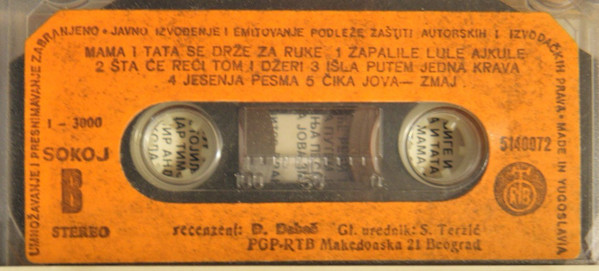 UMNOŽAVANJE I PRESNIMAVANJE ZABRANJENO • JAVNO IZVOĐENJE I EMITOVANJE PODLEŽE ZAŠTITI AUTORSKIH I IZVOĐAČKIH PRAVA • MADE IN YUGOSLAVIA
MAMA I TATA SE DRŽE ZA RUKE 1 ZAPALILE LULE AJKULE
2 ŠTA ĆE REĆI TOM I DŽERI 3 IŠLA PUTEM JEDNA KRAVA
4 JESENJA PESMA 5 ČIKA JOVA — ZMAJ
I - 3000
SOKOJ
B
STEREO
5140072
recenzent: D. Gl. urednik: S. Terzić
PGP-RTB Makedonska 21 Beograd